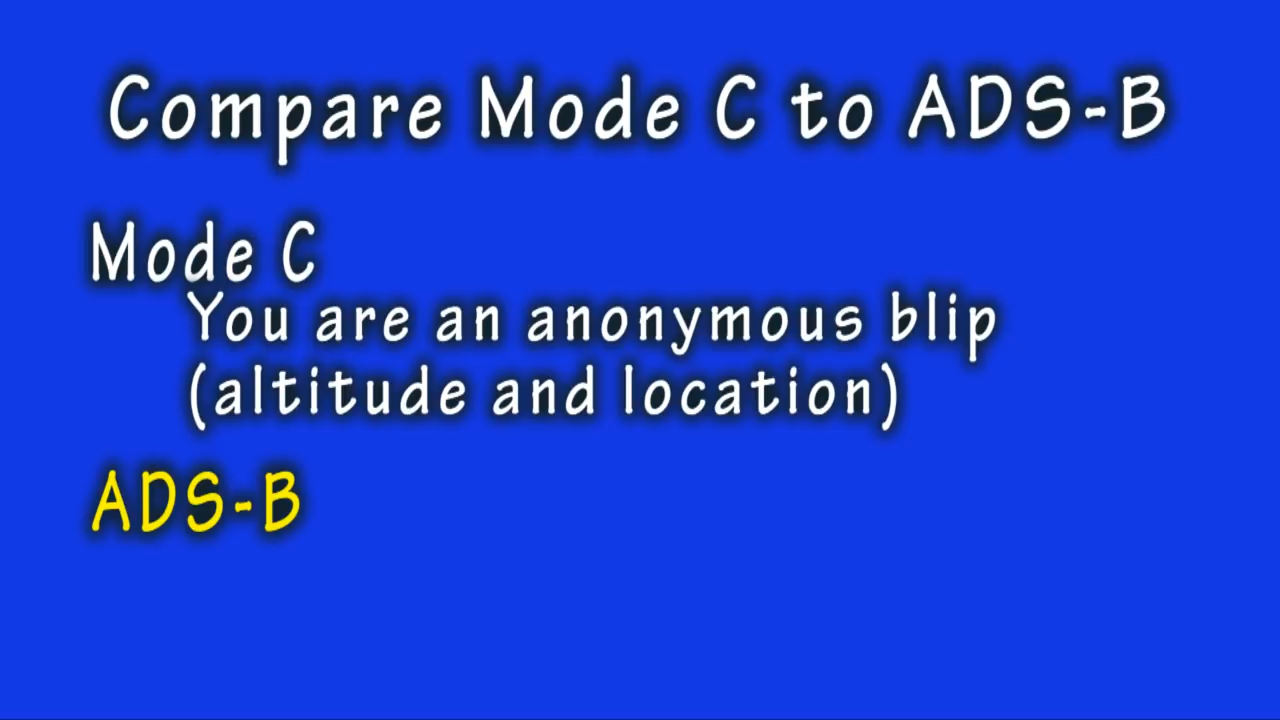 Compare Mode C to ADS-B
Mode C
You are an anonymous blip
(altitude and location)
ADS-B